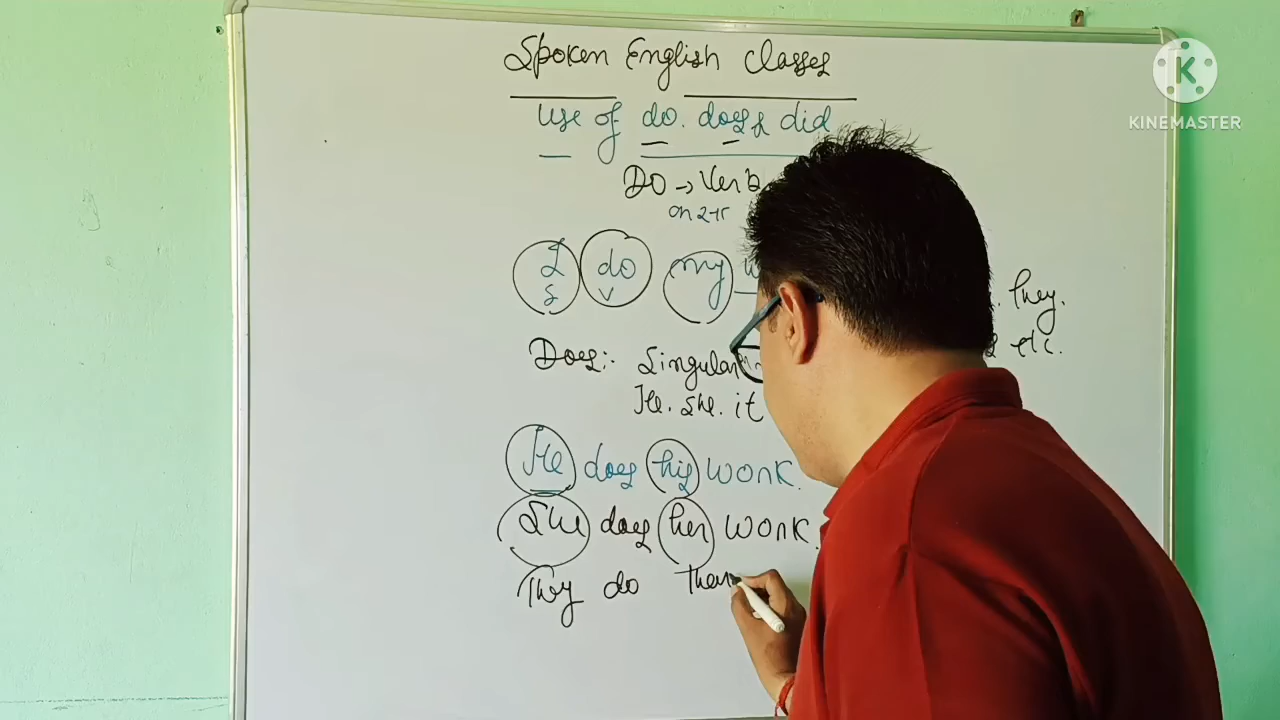 Spoken English Classes
use of do. does & did
DO → Verb
I do my
S V
They.
Does:- Singular
etc.
He. She. it
He does his work.
She does her work.
They do their
KINEMASTER